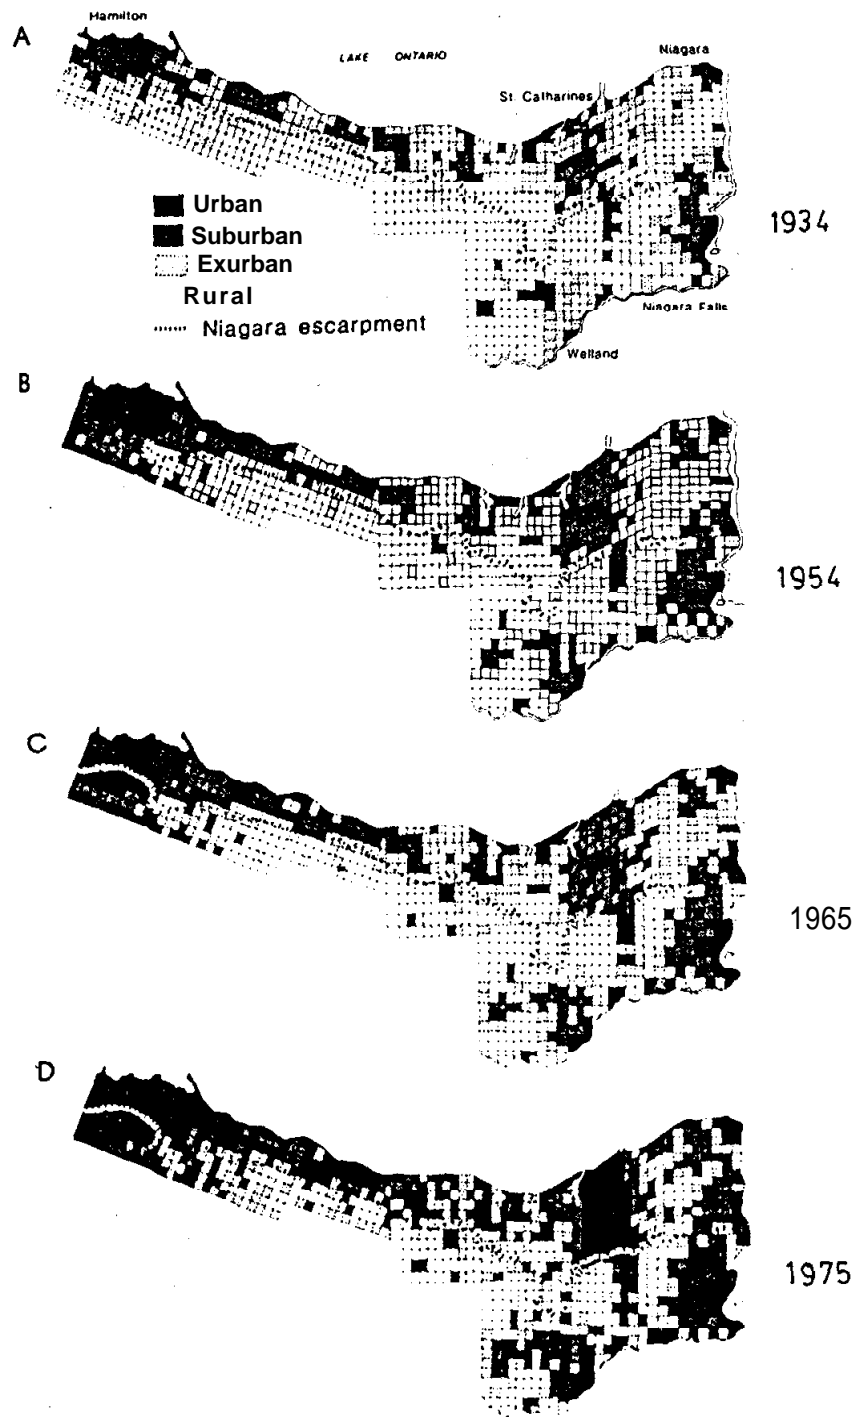 A
Hamilton
LAKE ONTARIO
Niagara
St. Catharines
Urban
Suburban
Exurban
Rural
Niagara escarpment
1934
Niagara Falls
Welland
B
1954
C
1965
D
1975